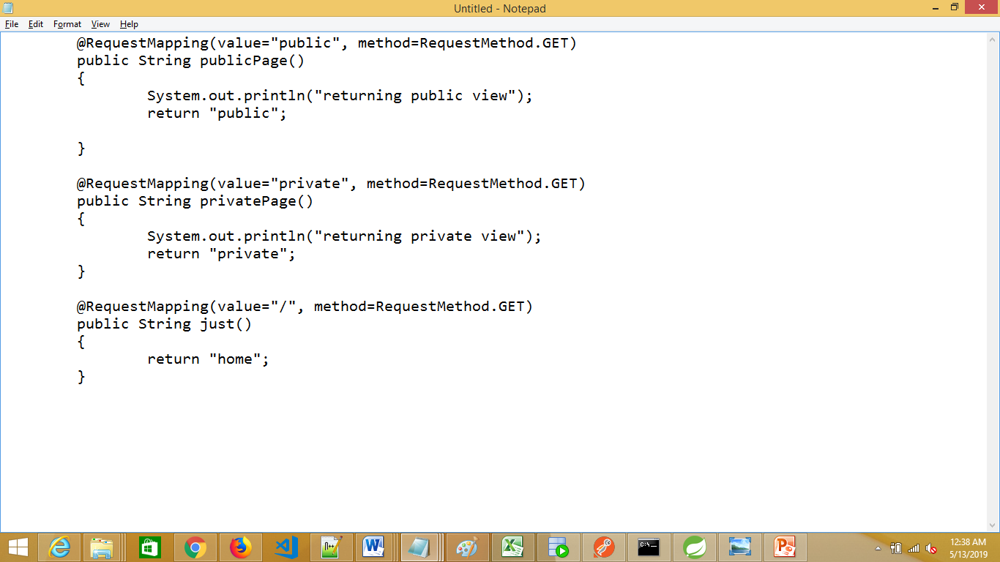 Untitled - Notepad
File Edit Format View Help
@RequestMapping(value="public", method=RequestMethod.GET)
public String publicPage()
{
System.out.println("returning public view");
return "public";
}
@RequestMapping(value="private", method=RequestMethod.GET)
public String privatePage()
{
System.out.println("returning private view");
return "private";
}
@RequestMapping(value="/", method=RequestMethod.GET)
public String just()
{
return "home";
}
12:38 AM
5/13/2019